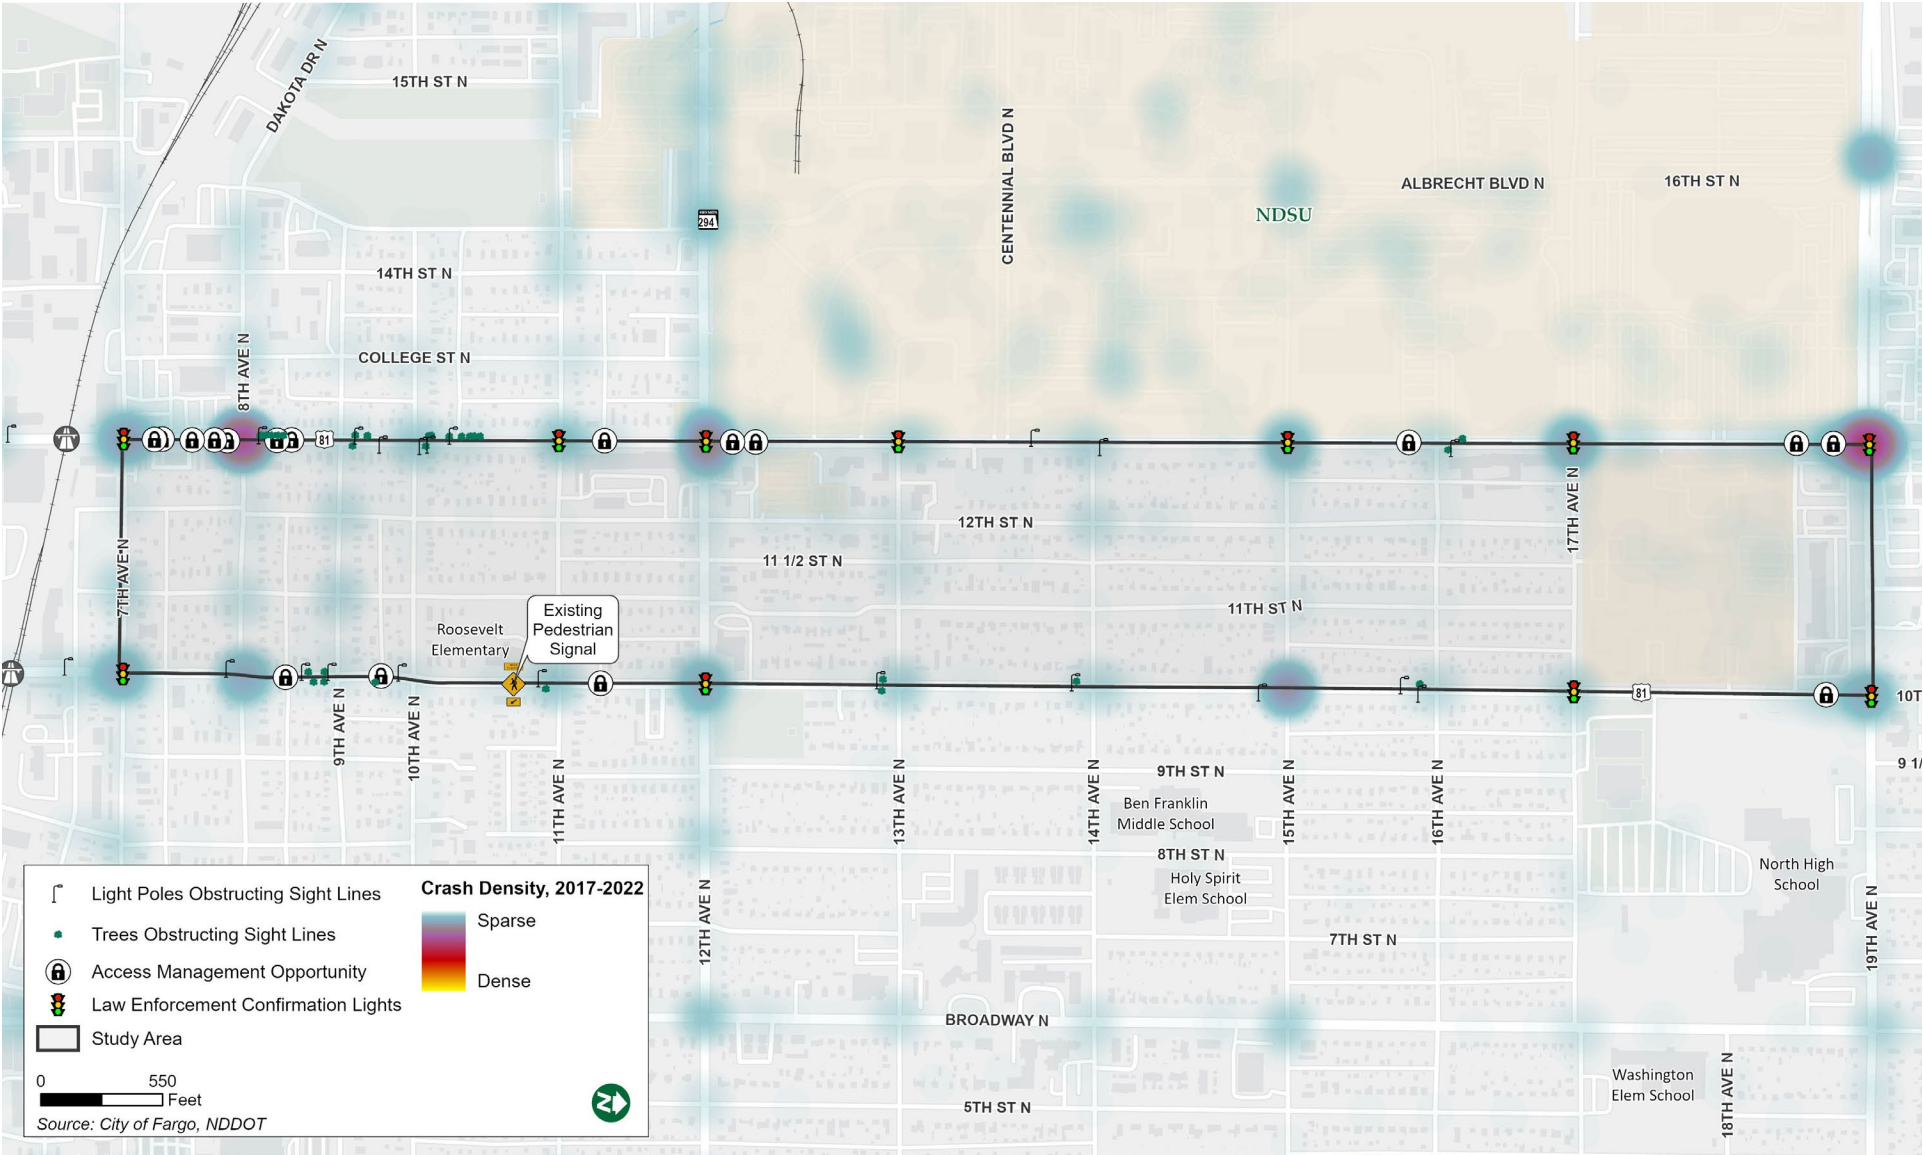 DAKOTA DR N
15TH ST N
CENTENNIAL BLVD N
ALBRECHT BLVD N
16TH ST N
294
NDSU
14TH ST N
8TH AVE N
COLLEGE ST N
81
17TH AVE N
12TH ST N
7TH AVE N
11 1/2 ST N
Existing
Pedestrian
Signal
11TH ST N
Roosevelt
Elementary
81
10T
9TH AVE N
10TH AVE N
11TH AVE N
9TH ST N
9 1/
13TH AVE N
14TH AVE N
15TH AVE N
16TH AVE N
Ben Franklin
Middle School
8TH ST N
Holy Spirit
Elem School
North High
School
12TH AVE N
19TH AVE N
7TH ST N
BROADWAY N
Washington
Elem School
18TH AVE N
5TH ST N
Light Poles Obstructing Sight Lines
Trees Obstructing Sight Lines
Access Management Opportunity
Law Enforcement Confirmation Lights
Study Area
Crash Density, 2017-2022
Sparse
Dense
0 550
Feet
N
Source: City of Fargo, NDDOT